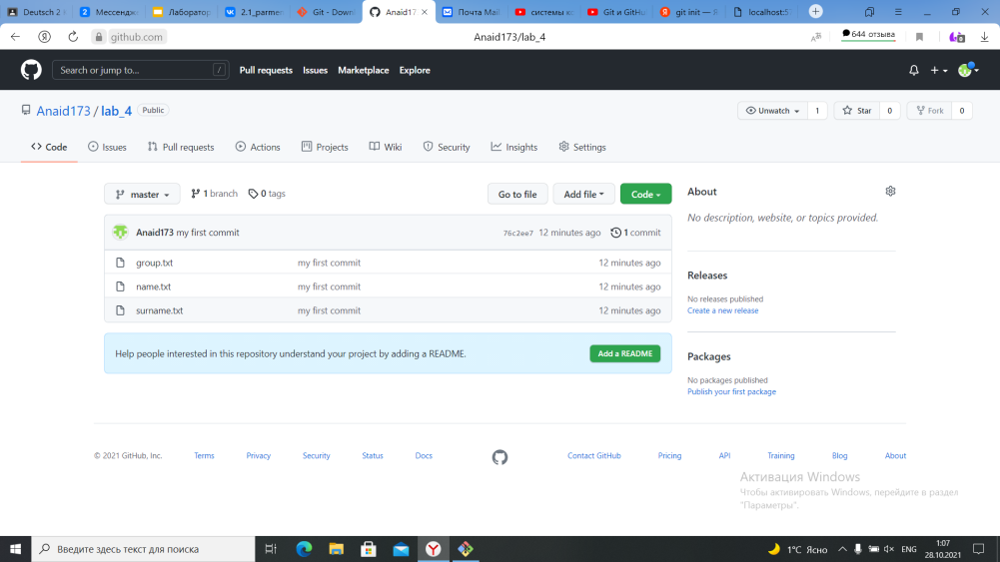 Deutsch 2
Мессендж
Лаборатор
2.1_parme
Git - Down
Anaid17
Почта Mail
системы ко
Git и GitHu
git init — Я
localhost:5
github.com
Anaid173/lab_4
644 отзыва
Search or jump to...
/
Pull requests
Issues
Marketplace
Explore
Anaid173 / lab_4
Public
Unwatch
1
Star
0
Fork
0
Code
Issues
Pull requests
Actions
Projects
Wiki
Security
Insights
Settings
master
1 branch
0 tags
Go to file
Add file
Code
Anaid173 my first commit
76c2ee7 12 minutes ago
1 commit
group.txt
my first commit
12 minutes ago
name.txt
my first commit
12 minutes ago
surname.txt
my first commit
12 minutes ago
Help people interested in this repository understand your project by adding a README.
Add a README
About
No description, website, or topics provided.
Releases
No releases published
Create a new release
Packages
No packages published
Publish your first package
© 2021 GitHub, Inc.
Terms
Privacy
Security
Status
Docs
Contact GitHub
Pricing
API
Training
Blog
About
Активация Windows
Чтобы активировать Windows, перейдите в раздел
"Параметры".
Введите здесь текст для поиска
1°C Ясно
ENG
1:07
28.10.2021